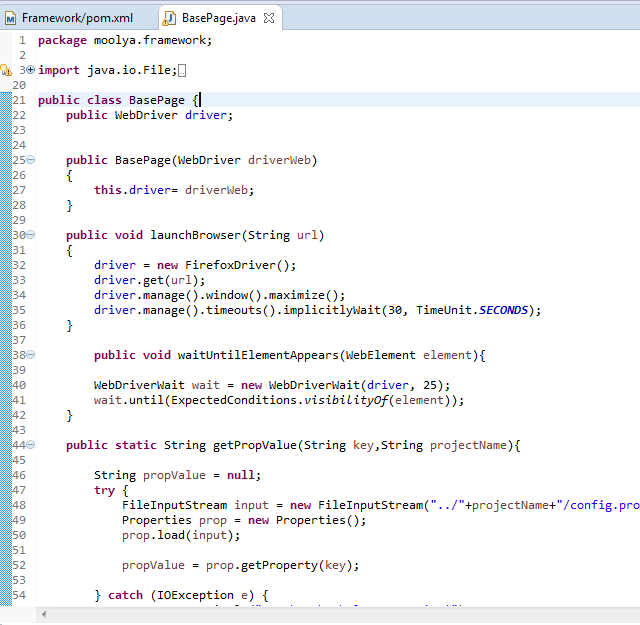 Framework/pom.xml BasePage.java
1 package moolya.framework;
2
3 import java.io.File;
20
21 public class BasePage {
22 public WebDriver driver;
23
24
25 public BasePage(WebDriver driverWeb)
26 {
27 this.driver= driverWeb;
28 }
29
30 public void launchBrowser(String url)
31 {
32 driver = new FirefoxDriver();
33 driver.get(url);
34 driver.manage().window().maximize();
35 driver.manage().timeouts().implicitlyWait(30, TimeUnit.SECONDS);
36 }
37
38 public void waitUntilElementAppears(WebElement element){
39
40 WebDriverWait wait = new WebDriverWait(driver, 25);
41 wait.until(ExpectedConditions.visibilityOf(element));
42 }
43
44 public static String getPropValue(String key,String projectName){
45
46 String propValue = null;
47 try {
48 FileInputStream input = new FileInputStream("../"+projectName+"/config.pro
49 Properties prop = new Properties();
50 prop.load(input);
51
52 propValue = prop.getProperty(key);
53
54 } catch (IOException e) {